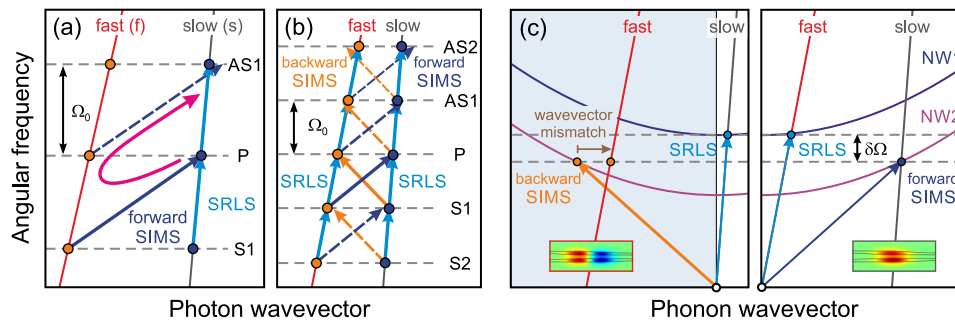 (a)
fast (f)
slow (s)
AS1
Ω₀
P
forward
SIMS
SRLS
S1
(b)
fast
slow
AS2
backward
SIMS
forward
SIMS
AS1
Ω₀
P
SRLS
SRLS
S1
S2
Angular frequency
Photon wavevector
(c)
fast
slow
wavevector
mismatch
SRLS
backward
SIMS
fast
slow
NW1
NW2
SRLS
δΩ
forward
SIMS
Phonon wavevector